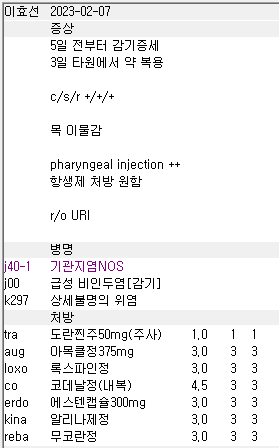 이효선 2023-02-07
증상
5일 전부터 감기증세
3일 타원에서 약 복용
c/s/r +/+/+
목 이물감
pharyngeal injection ++
항생제 처방 원함
r/o URI
병명
j40-1 기관지염NOS
j00 급성 비인두염[감기]
k297 상세불명의 위염
처방
tra 도란찐주50mg(주사) 1.0 1 1
aug 아목클정375mg 3.0 3 3
loxo 록스파인정 3.0 3 3
co 코데날정(내복) 4.5 3 3
erdo 에스텐캡슐300mg 3.0 3 3
kina 알리나제정 3.0 3 3
reba 무코란정 3.0 3 3